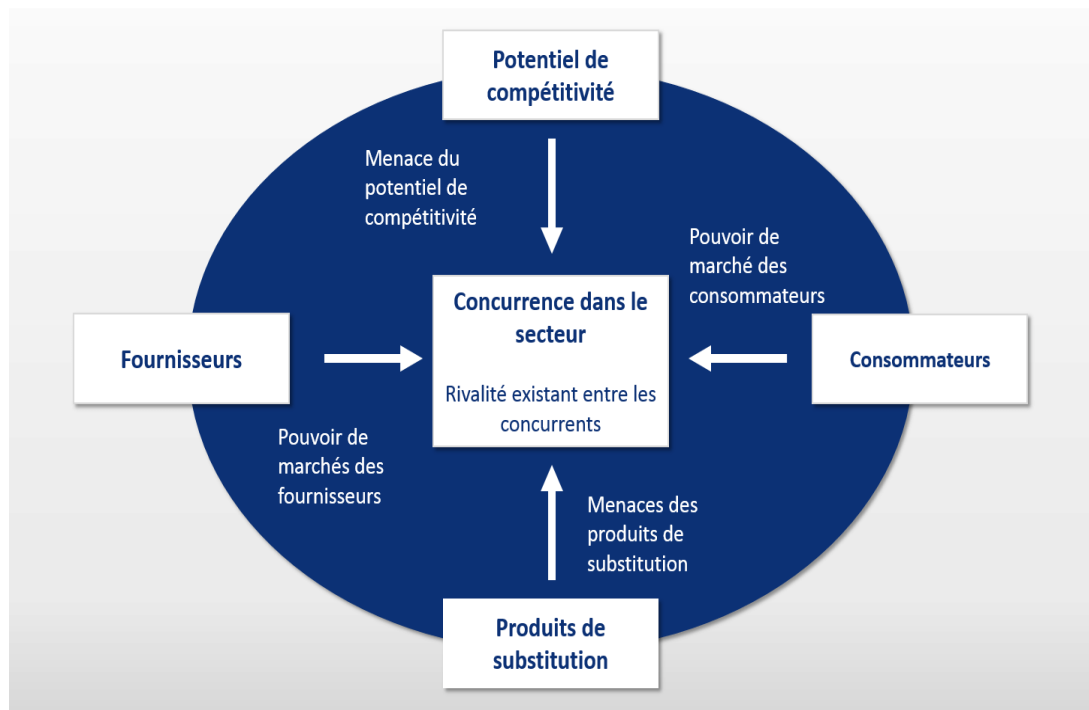 Potentiel de
compétitivité
Menace du
potentiel de
compétitivité
Pouvoir de
marché des
consommateurs
Concurrence dans le
secteur
Rivalité existant entre les
concurrents
Fournisseurs
Consommateurs
Pouvoir de
marchés des
fournisseurs
Menaces des
produits de
substitution
Produits de
substitution